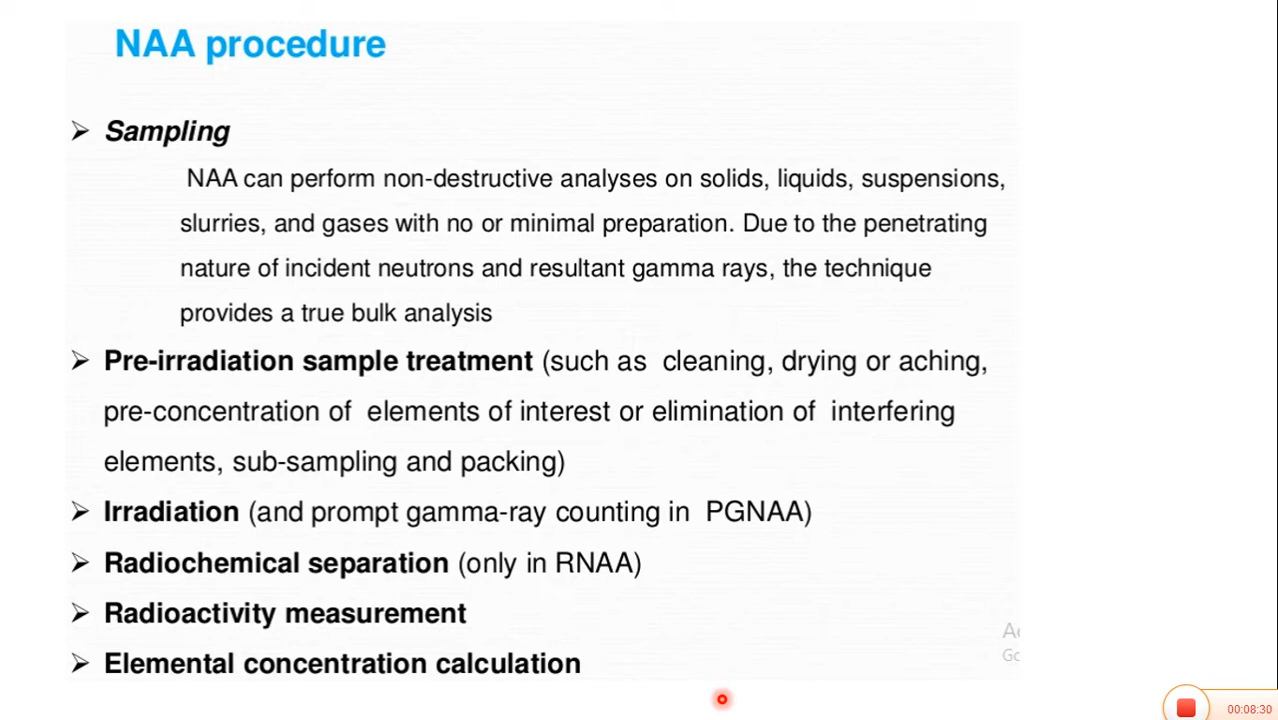 NAA procedure
Sampling
NAA can perform non-destructive analyses on solids, liquids, suspensions,
slurries, and gases with no or minimal preparation. Due to the penetrating
nature of incident neutrons and resultant gamma rays, the technique
provides a true bulk analysis
Pre-irradiation sample treatment (such as cleaning, drying or aching,
pre-concentration of elements of interest or elimination of interfering
elements, sub-sampling and packing)
Irradiation (and prompt gamma-ray counting in PGNAA)
Radiochemical separation (only in RNAA)
Radioactivity measurement
Elemental concentration calculation
00:08:30